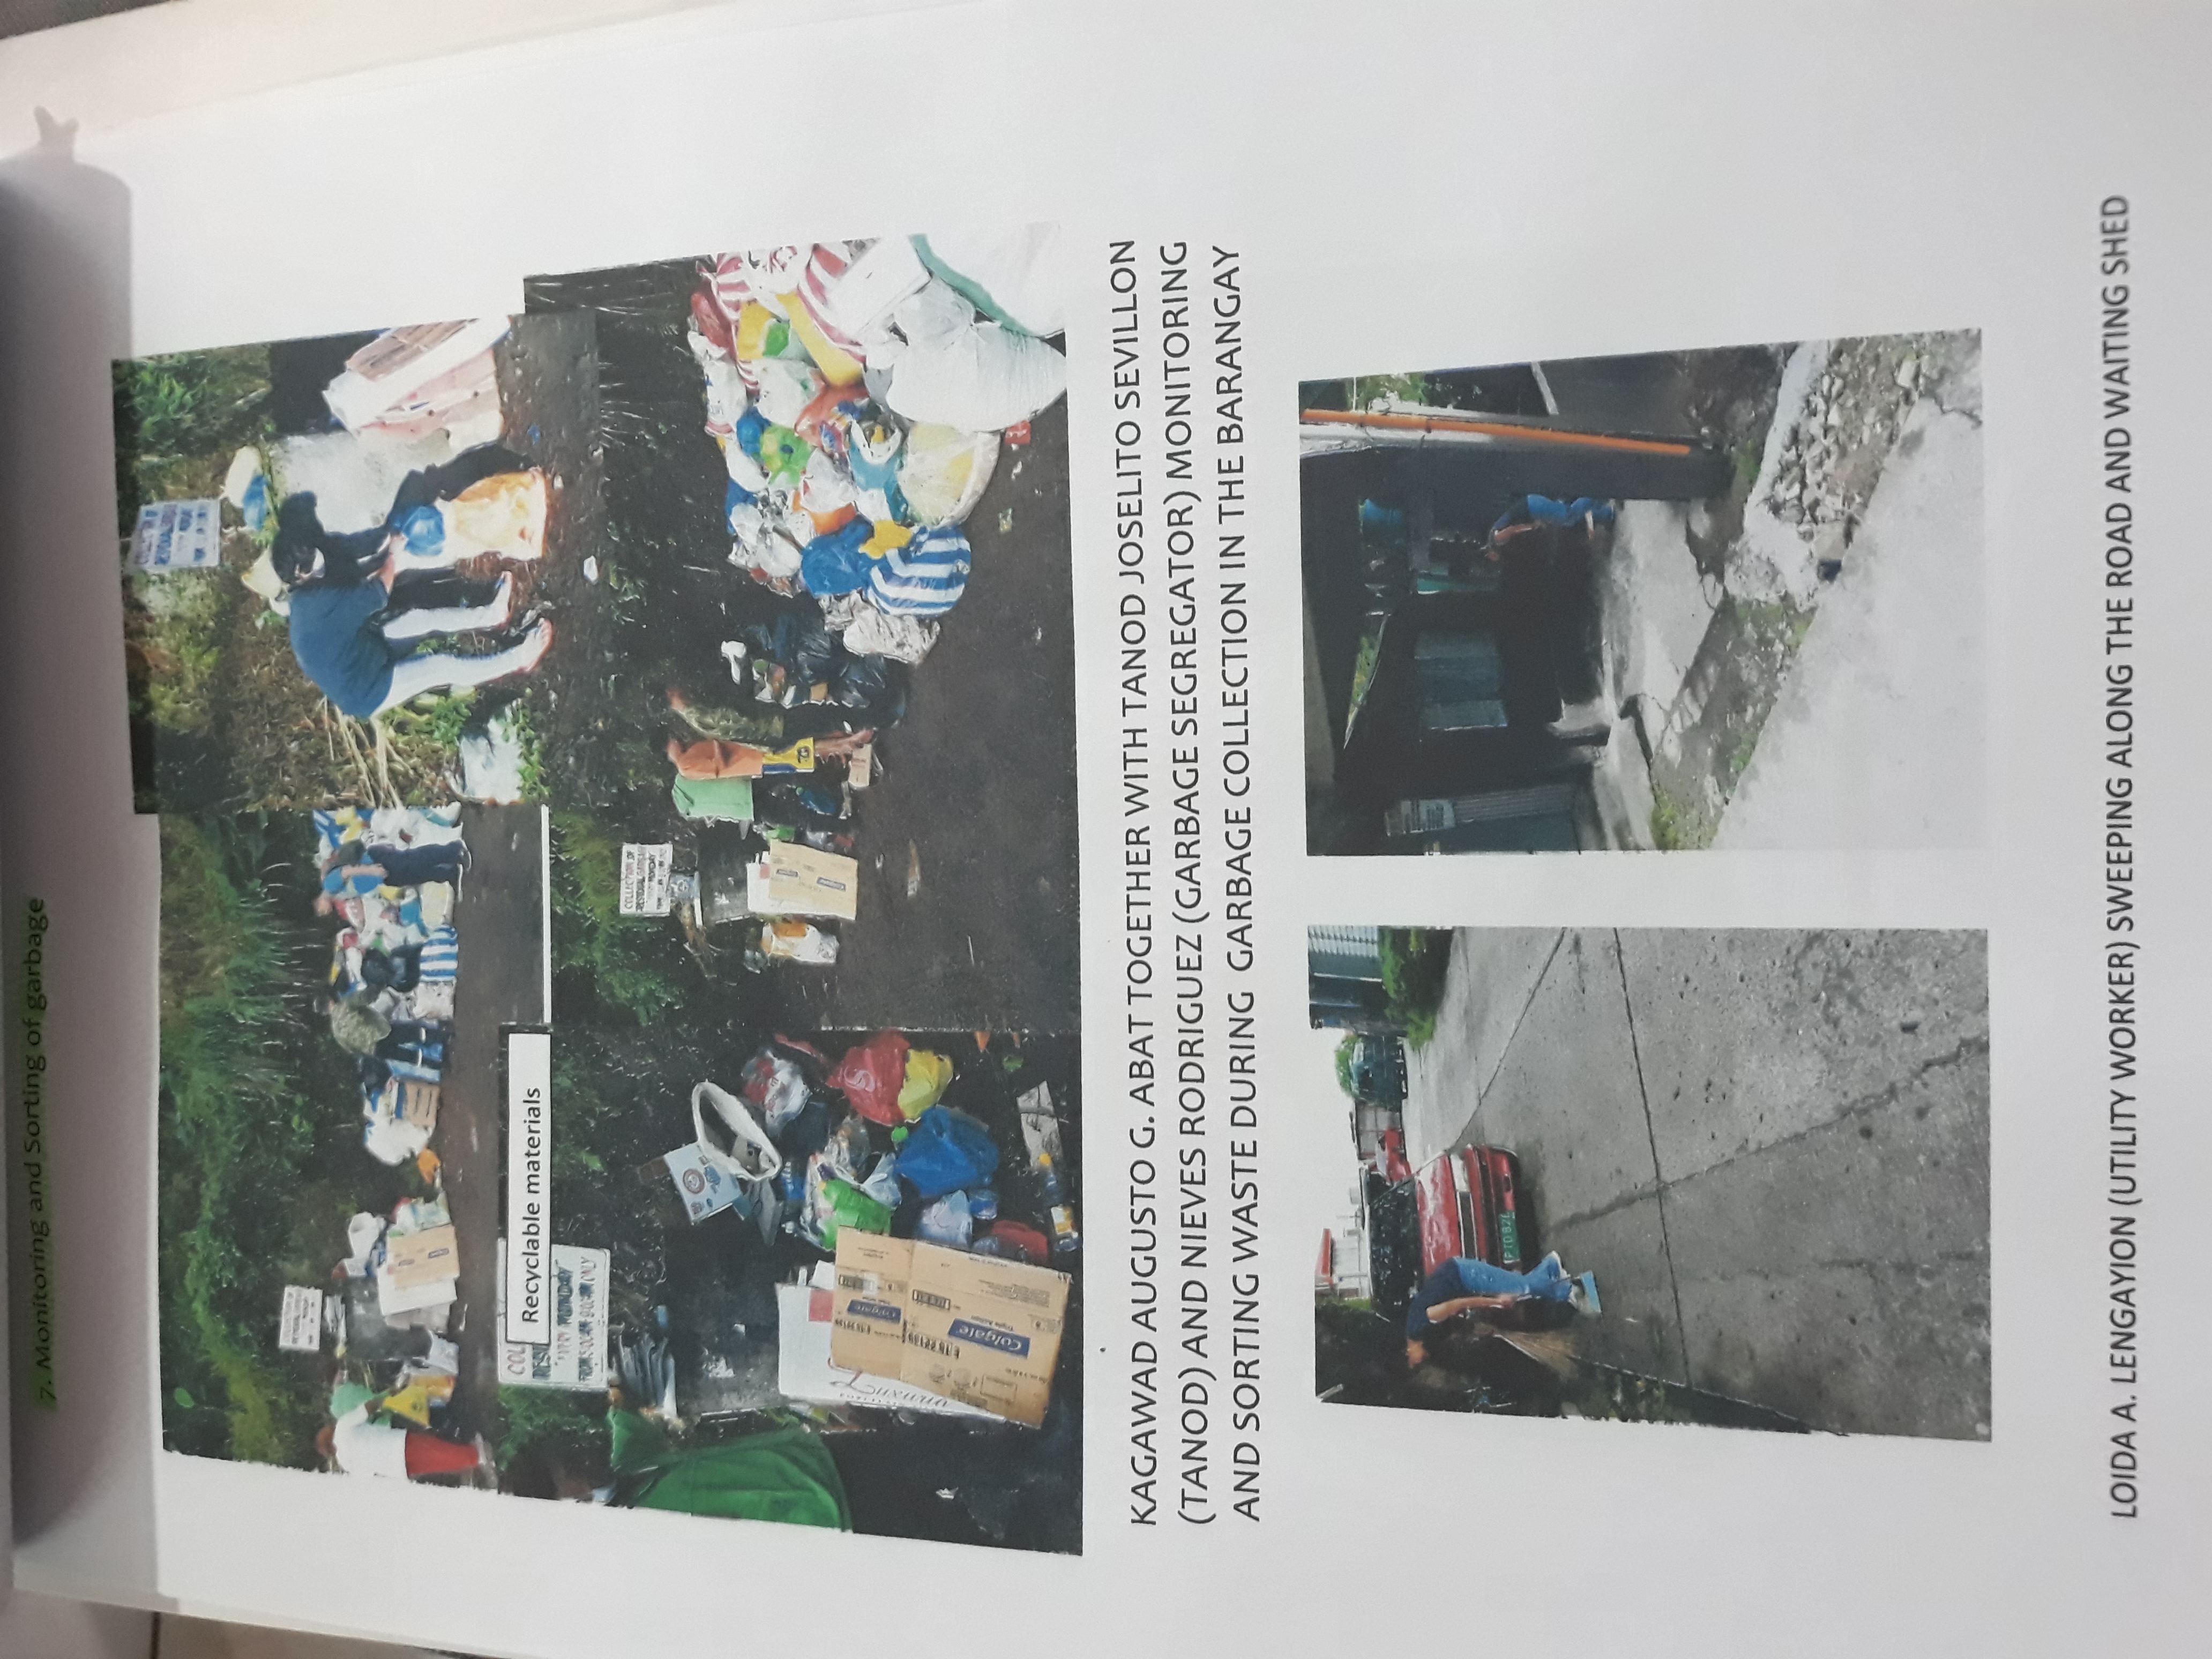 7. Monitoring and Sorting of garbage
Recyclable materials
Colgate
Colgate
COLLECTION OF
KAGAWAD AUGUSTO G. ABAT TOGETHER WITH TANOD JOSELITO SEVILLON
(TANOD) AND NIEVES RODRIGUEZ (GARBAGE SEGREGATOR) MONITORING
AND SORTING WASTE DURING GARBAGE COLLECTION IN THE BARANGAY
LOIDA A. LENGAYION (UTILITY WORKER) SWEEPING ALONG THE ROAD AND WAITING SHED